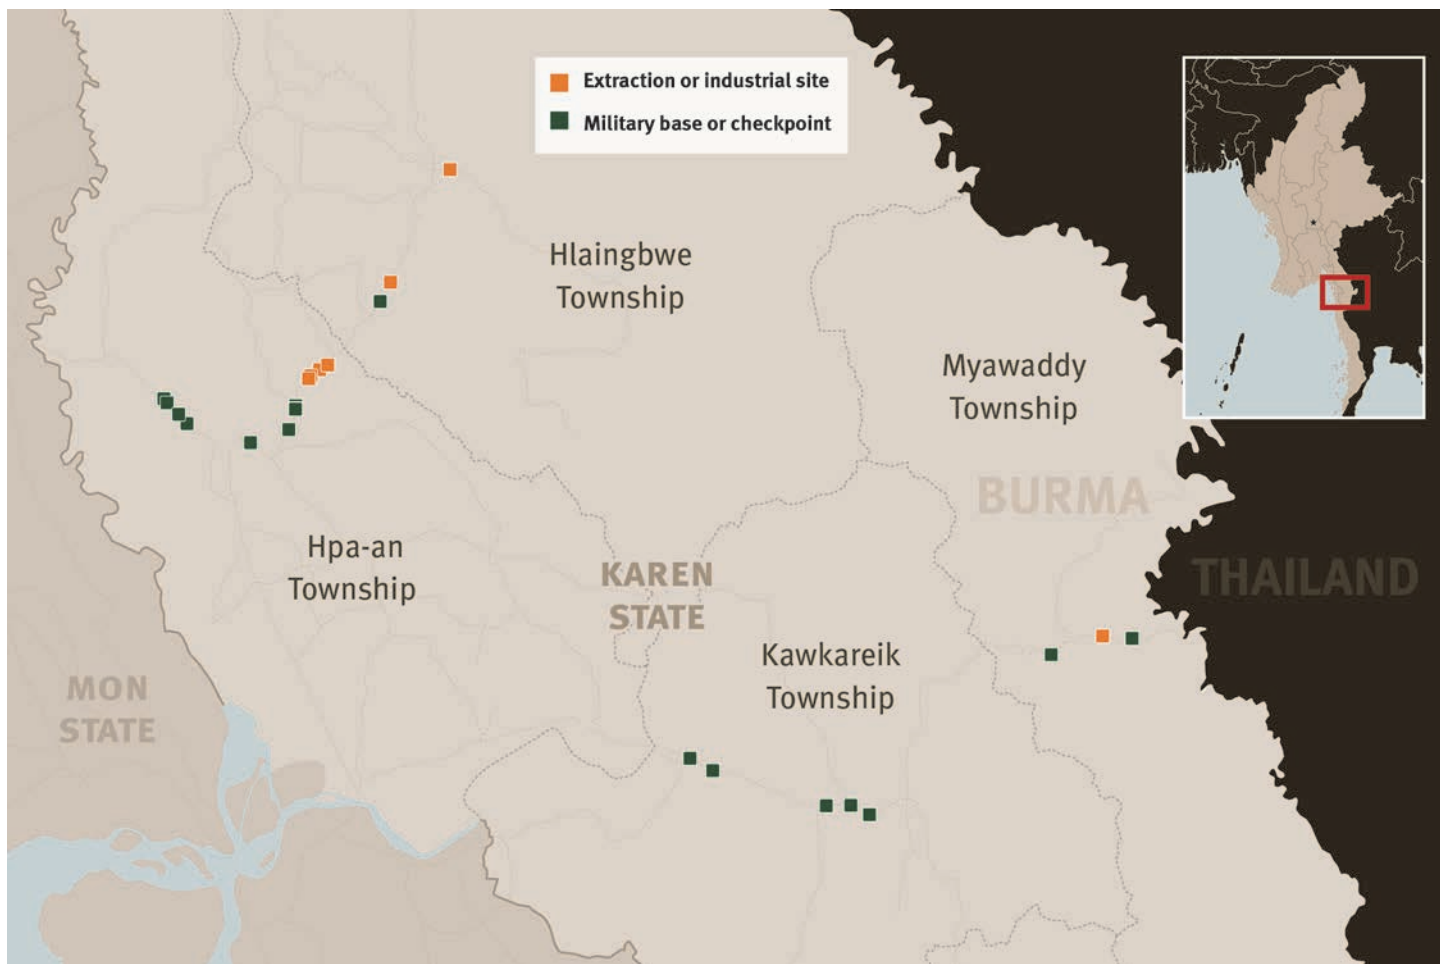 Extraction or industrial site
Military base or checkpoint
Hlaingbwe
Township
Myawaddy
Township
BURMA
Hpa-an
Township
KAREN
STATE
THAILAND
Kawkareik
Township
MON
STATE